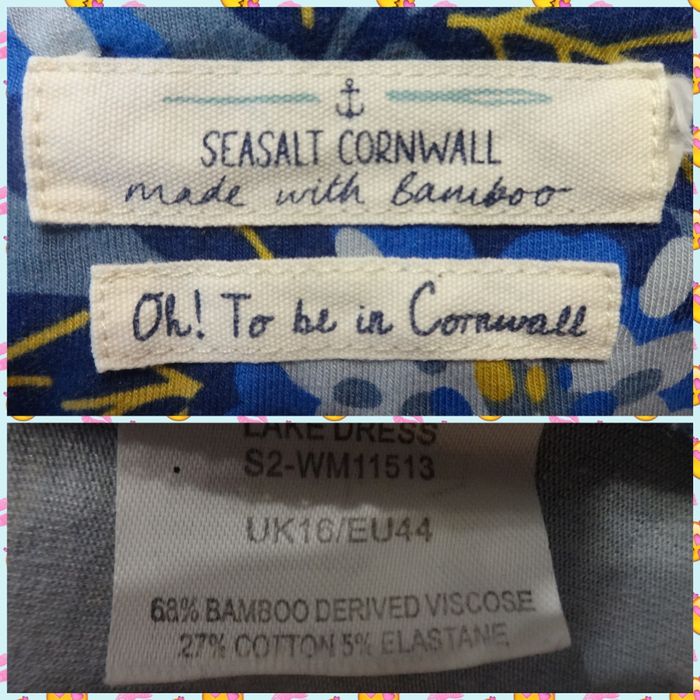 SEASALT CORNWALL
made with Bamboo
Oh! To be in Cornwall
LAKE DRESS
S2-WM11513
UK16/EU44
68% BAMBOO DERIVED VISCOSE
27% COTTON 5% ELASTANE